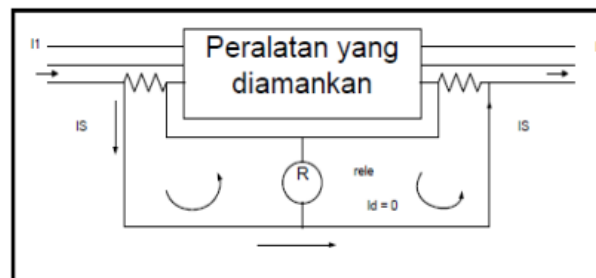 I1
Peralatan yang
diamankan
IS
IS
R
rele
Id = 0